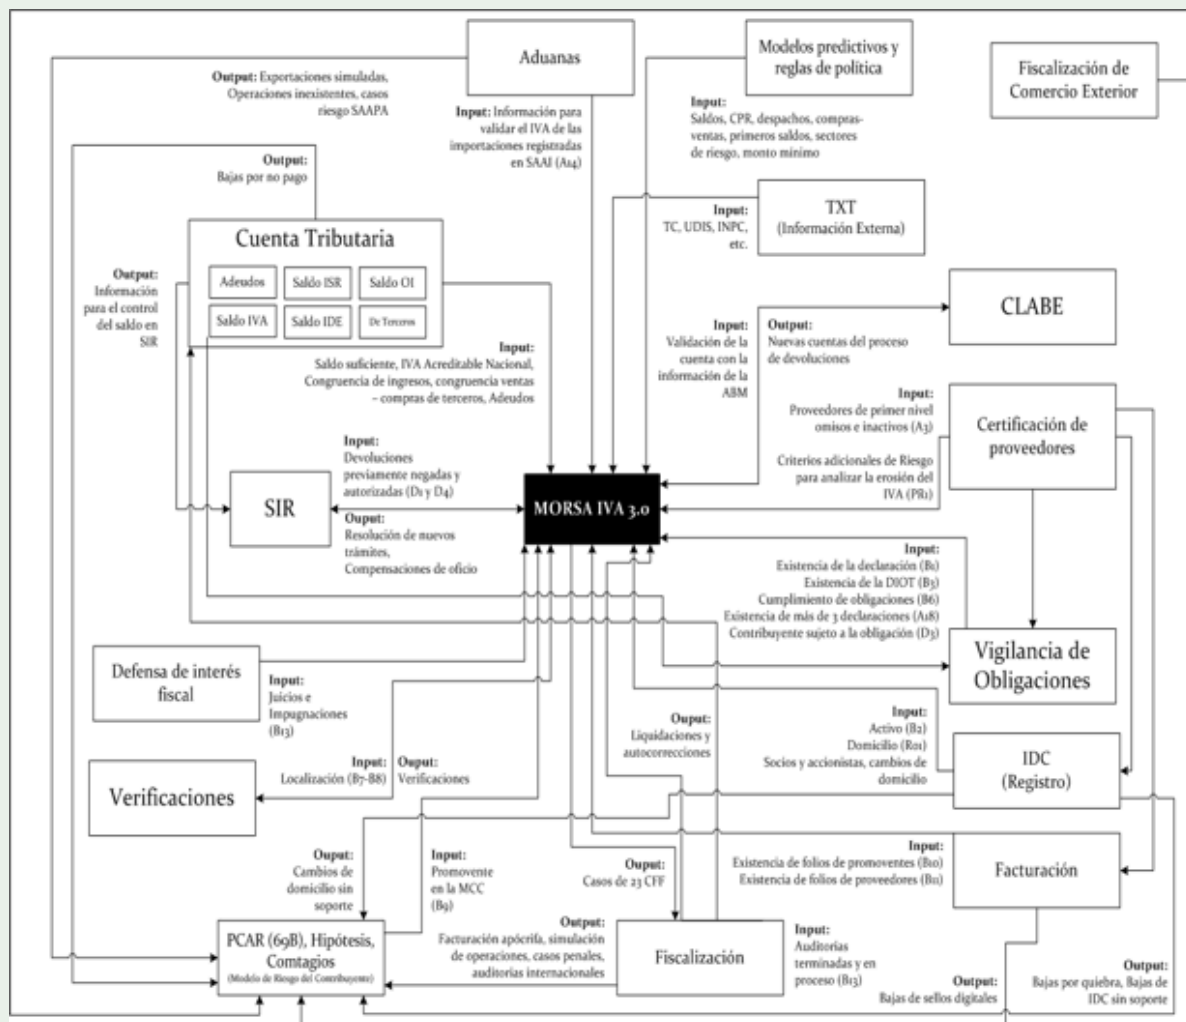 Aduanas
Modelos predictivos y
reglas de política
Fiscalización de
Comercio Exterior
Output: Exportaciones simuladas,
Operaciones inexistentes, casos
riesgo SAAPA
Input: Información para
validar el IVA de las
importaciones registradas
en SAAI (A14)
Input:
Saldos, CPR, despachos, compras-
ventas, primeros saldos, sectores
de riesgo, monto mínimo
Output:
Bajas por no pago
TXT
(Información Externa)
Input:
TC, UDIS, INPC,
etc.
Cuenta Tributaria
Adeudos
Saldo ISR
Saldo OI
Saldo IVA
Saldo IDE
De Terceros
Output:
Información
para el control
del saldo en
SIR
CLABE
Input:
Validación de la
cuenta con la
información de la
ABM
Output:
Nuevas cuentas del proceso
de devoluciones
Input:
Saldo suficiente, IVA Acreditable Nacional,
Congruencia de ingresos, congruencia ventas
– compras de terceros, Adeudos
Input:
Proveedores de primer nivel
omisos e inactivos (A3)
Criterios adicionales de Riesgo
para analizar la erosión del
IVA (PR1)
Certificación de
proveedores
Input:
Devoluciones
previamente negadas y
autorizadas (D1 y D4)
SIR
MORSA IVA 3.0
Ouput:
Resolución de nuevos
trámites,
Compensaciones de oficio
Input:
Existencia de la declaración (B1)
Existencia de la DIOT (B3)
Cumplimiento de obligaciones (B6)
Existencia de más de 3 declaraciones (A18)
Contribuyente sujeto a la obligación (D3)
Vigilancia de
Obligaciones
Defensa de interés
fiscal
Input:
Juicios e
Impugnaciones
(B13)
Ouput:
Liquidaciones y
autocorrecciones
Input:
Activo (B2)
Domicilio (R01)
Socios y accionistas, cambios de
domicilio
IDC
(Registro)
Verificaciones
Input:
Localización (B7-B8)
Ouput:
Verificaciones
Ouput:
Cambios de
domicilio sin
soporte
Input:
Promovente
en la MCC
(B9)
Ouput:
Casos de 23 CFF
Input:
Existencia de folios de promoventes (B10)
Existencia de folios de proveedores (B11)
Facturación
PCAR (69B), Hipótesis,
Comtagios
(Modelo de Riesgo del Contribuyente)
Output:
Facturación apócrifa, simulación
de operaciones, casos penales,
auditorias internacionales
Fiscalización
Input:
Auditorias
terminadas y en
proceso (B13)
Output:
Bajas de sellos digitales
Output:
Bajas por quiebra, Bajas de
IDC sin soporte